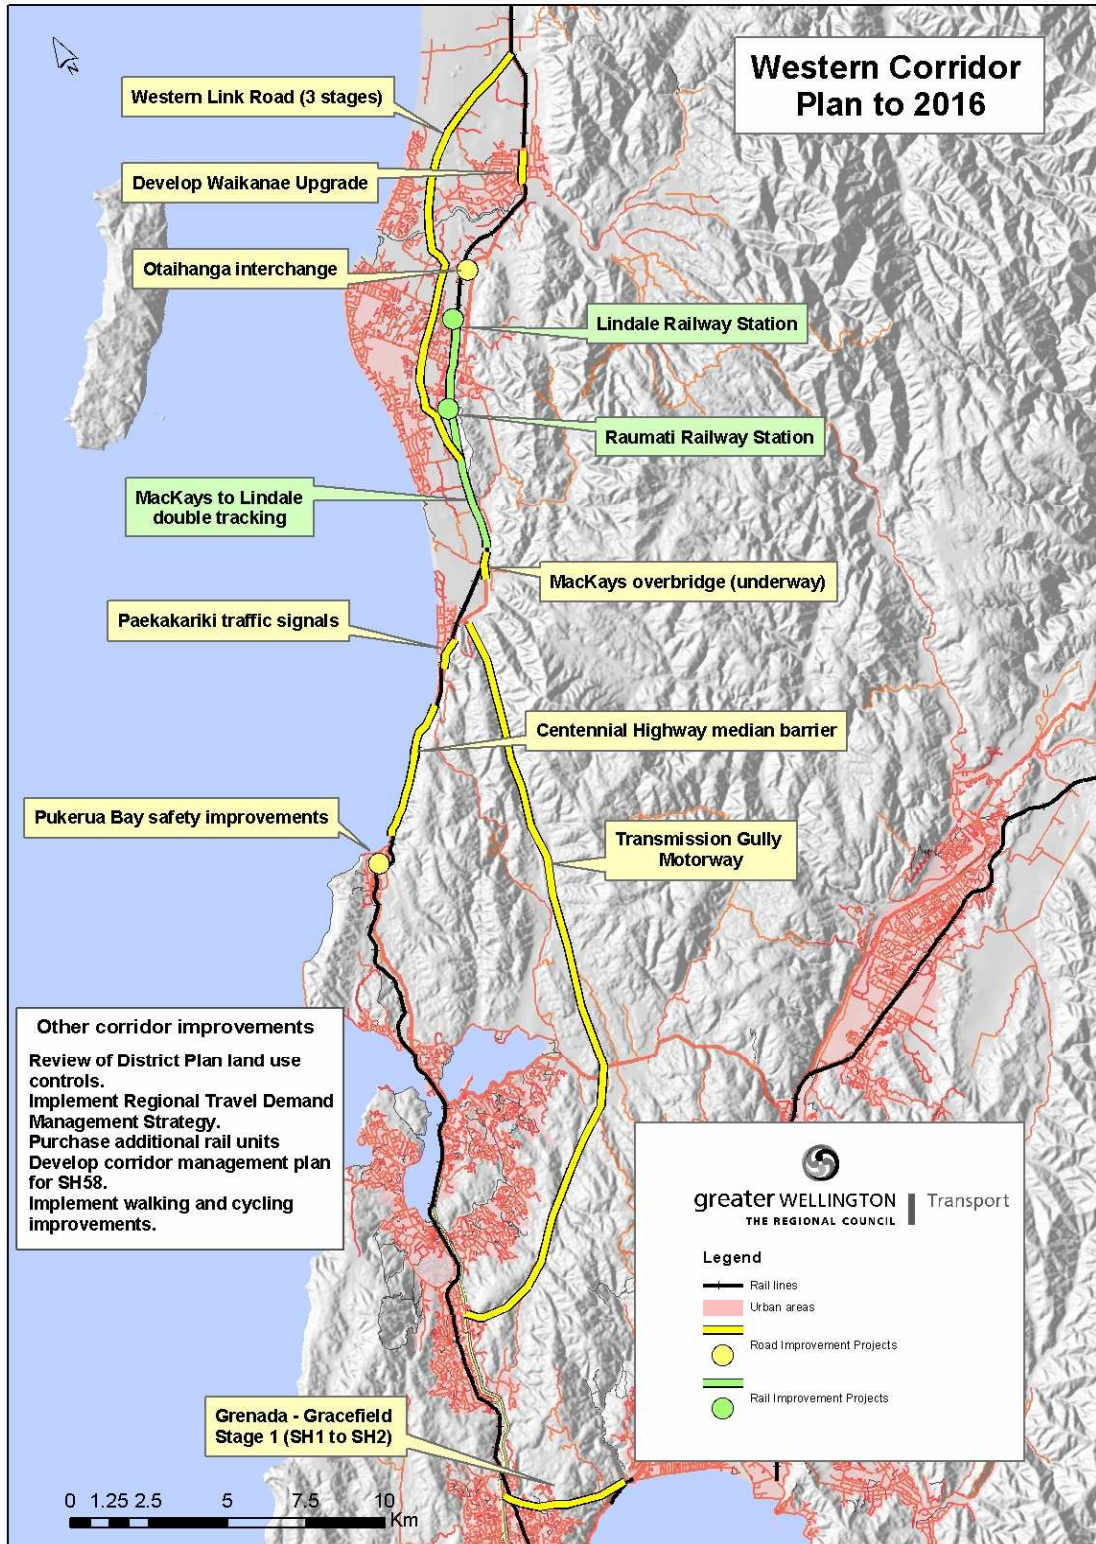 Western Corridor
Plan to 2016
N
Western Link Road (3 stages)
Develop Waikanae Upgrade
Otaihanga interchange
Lindale Railway Station
Raumati Railway Station
MacKays to Lindale
double tracking
MacKays overbridge (underway)
Paekakariki traffic signals
Centennial Highway median barrier
Pukerua Bay safety improvements
Transmission Gully
Motorway
Other corridor improvements
Review of District Plan land use
controls.
Implement Regional Travel Demand
Management Strategy.
Purchase additional rail units
Develop corridor management plan
for SH58.
Implement walking and cycling
improvements.
greater WELLINGTON | Transport
THE REGIONAL COUNCIL
Legend
Rail lines
Urban areas
Road Improvement Projects
Rail Improvement Projects
Grenada - Gracefield
Stage 1 (SH1 to SH2)
0 1.25 2.5 5 7.5 10
Km